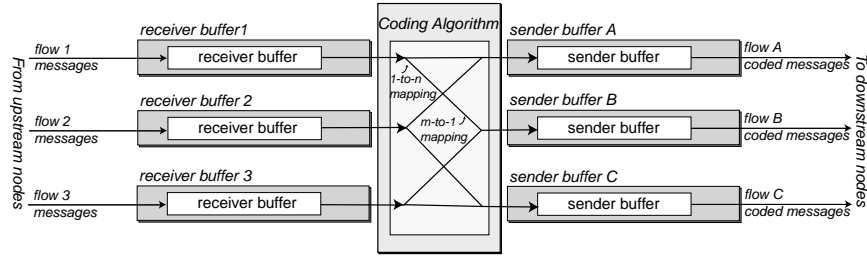 From upstream nodes
flow 1
messages
receiver buffer1
receiver buffer
flow 2
messages
receiver buffer 2
receiver buffer
flow 3
messages
receiver buffer 3
receiver buffer
Coding Algorithm
1-to-n
mapping
m-to-1
mapping
sender buffer A
sender buffer
flow A
coded messages
sender buffer B
sender buffer
flow B
coded messages
sender buffer C
sender buffer
flow C
coded messages
To downstream nodes